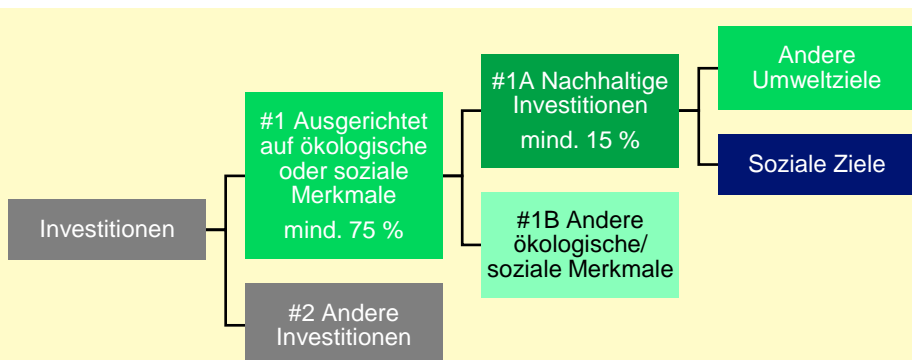 Investitionen
#1 Ausgerichtet
auf ökologische
oder soziale
Merkmale
mind. 75 %
#2 Andere
Investitionen
#1A Nachhaltige
Investitionen
mind. 15 %
#1B Andere
ökologische/
soziale Merkmale
Andere
Umweltziele
Soziale Ziele